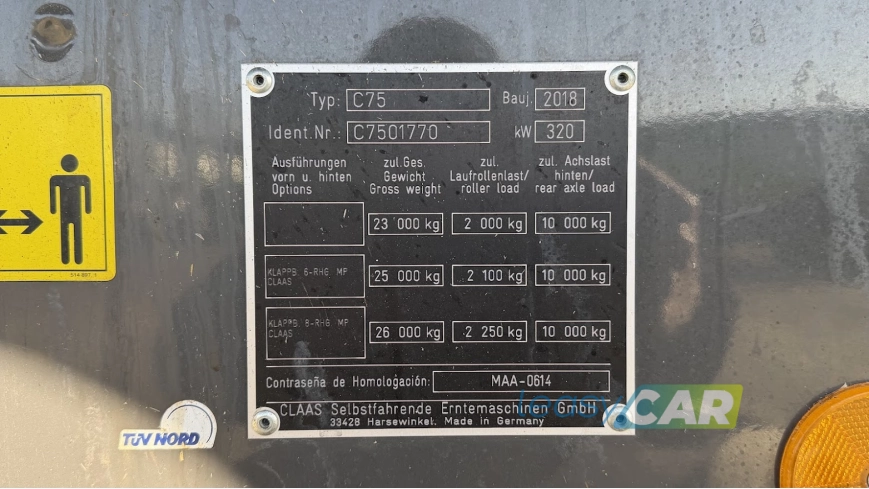 Typ: C75 Bauj. 2018
Ident.Nr.: C7501770 kW 320
Ausführungen
vorn u. hinten
Options
zul.Ges.
Gewicht
Gross weight
zul.
Laufrollenlast/
roller load
zul. Achslast
hinten/
rear axle load
23 000 kg 2 000 kg 10 000 kg
KLAPPB. 6-RHG. MP
CLAAS
25 000 kg 2 100 kg 10 000 kg
KLAPPB. 8-RHG. MP
CLAAS
26 000 kg 2 250 kg 10 000 kg
Contraseña de Homologación: MAA-0614
CLAAS Selbstfahrende Erntemaschinen GmbH
33428 Harsewinkel, Made in Germany
TÜV NORD
CAR